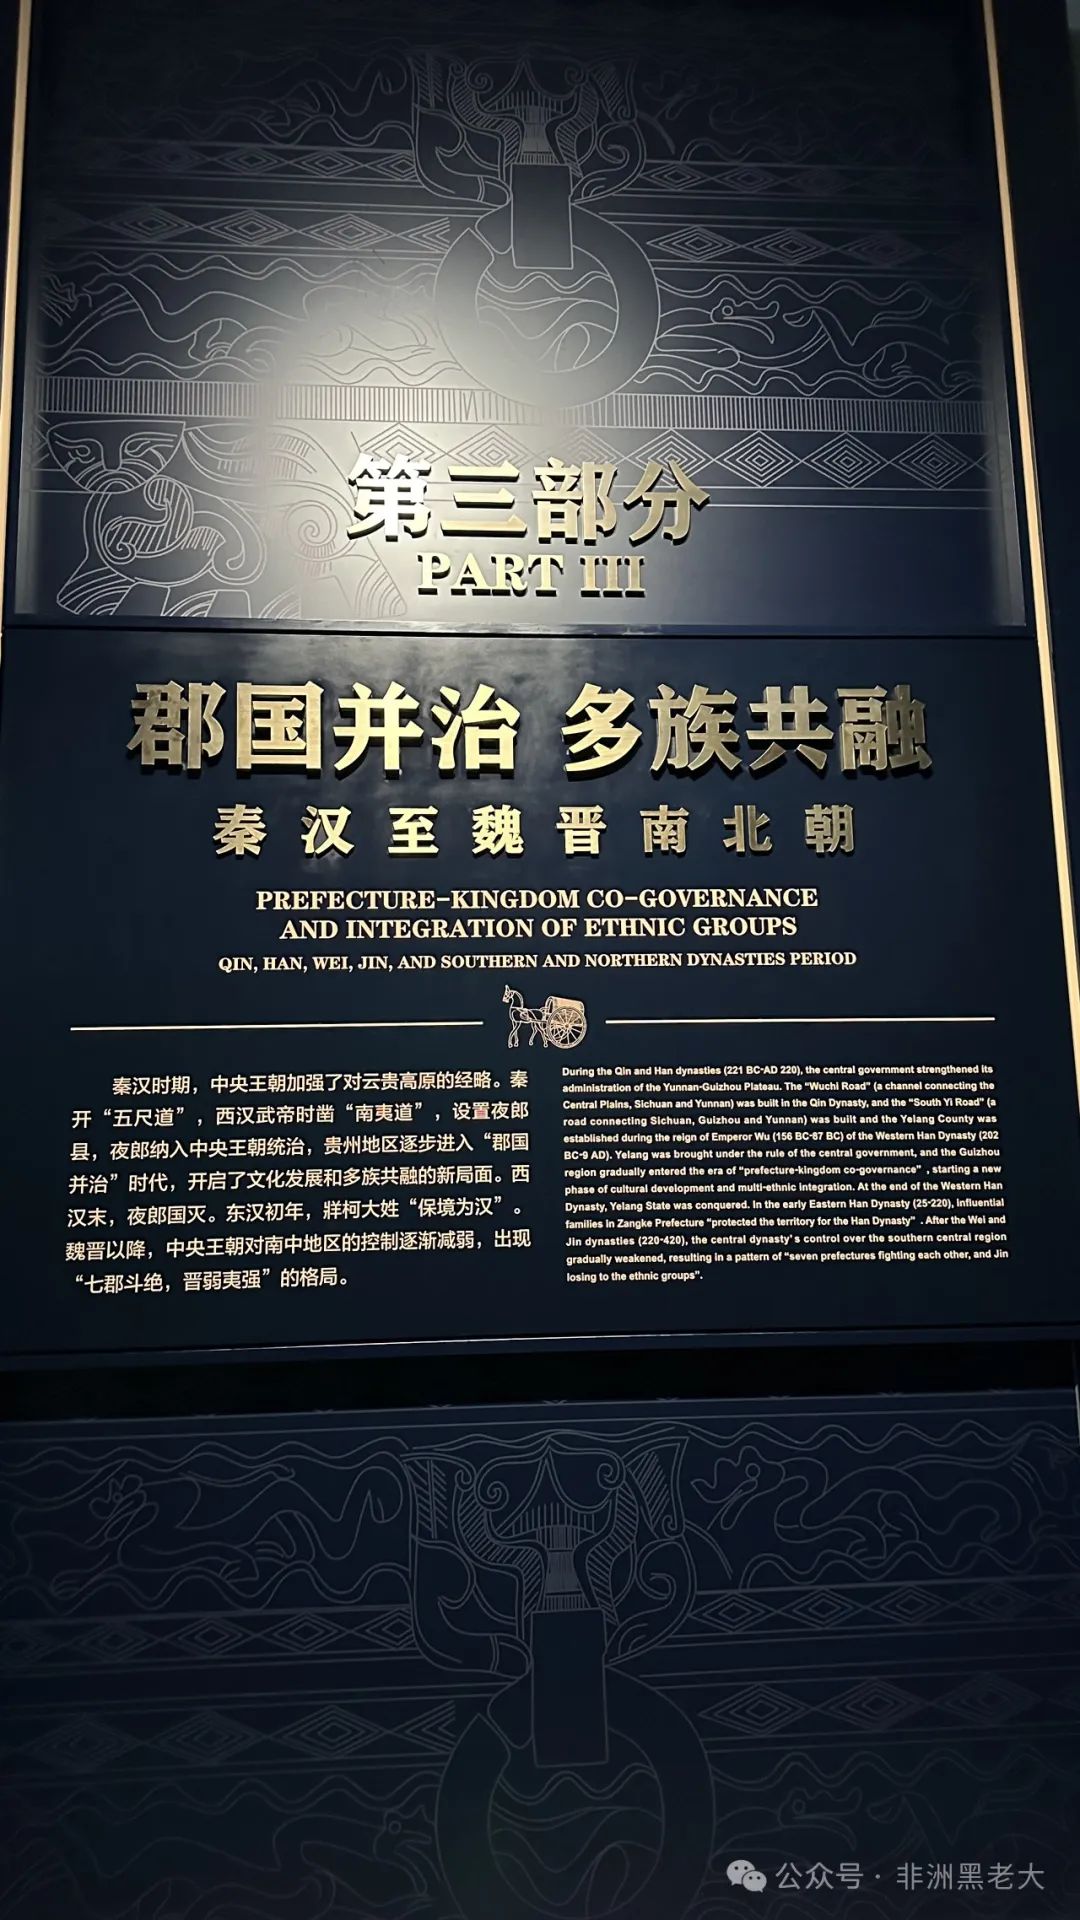 第三部分
PART III
郡国并治 多族共融
秦汉至魏晋南北朝
PREFECTURE-KINGDOM CO-GOVERNANCE
AND INTEGRATION OF ETHNIC GROUPS
QIN, HAN, WEI, JIN, AND SOUTHERN AND NORTHERN DYNASTIES PERIOD
秦汉时期，中央王朝加强了对云贵高原的经略。秦
开“五尺道”，西汉武帝时凿“南夷道”，设置夜郎
县，夜郎纳入中央王朝统治，贵州地区逐步进入“郡国
并治”时代，开启了文化发展和多族共融的新局面。西
汉末，夜郎国灭。东汉初年，牂柯大姓“保境为汉”。
魏晋以降，中央王朝对南中地区的控制逐渐减弱，出现
“七郡斗绝，晋弱夷强”的格局。
During the Qin and Han dynasties (221 BC-AD 220), the central government strengthened its
administration of the Yunnan-Guizhou Plateau. The “Wuchi Road” (a channel connecting the
Central Plains, Sichuan and Yunnan) was built in the Qin Dynasty, and the “South Yi Road” (a
road connecting Sichuan, Guizhou and Yunnan) was built and the Yelang County was
established during the reign of Emperor Wu (156 BC-87 BC) of the Western Han Dynasty (202
BC-9 AD). Yelang was brought under the rule of the central government, and the Guizhou
region gradually entered the era of “prefecture-kingdom co-governance” , starting a new
phase of cultural development and multi-ethnic integration. At the end of the Western Han
Dynasty, Yelang State was conquered. In the early Eastern Han Dynasty (25-220), influential
families in Zangke Prefecture “protected the territory for the Han Dynasty” . After the Wei and
Jin dynasties (220-420), the central dynasty's control over the southern central region
gradually weakened, resulting in a pattern of “seven prefectures fighting each other, and Jin
losing to the ethnic groups”.
公众号 · 非洲黑老大